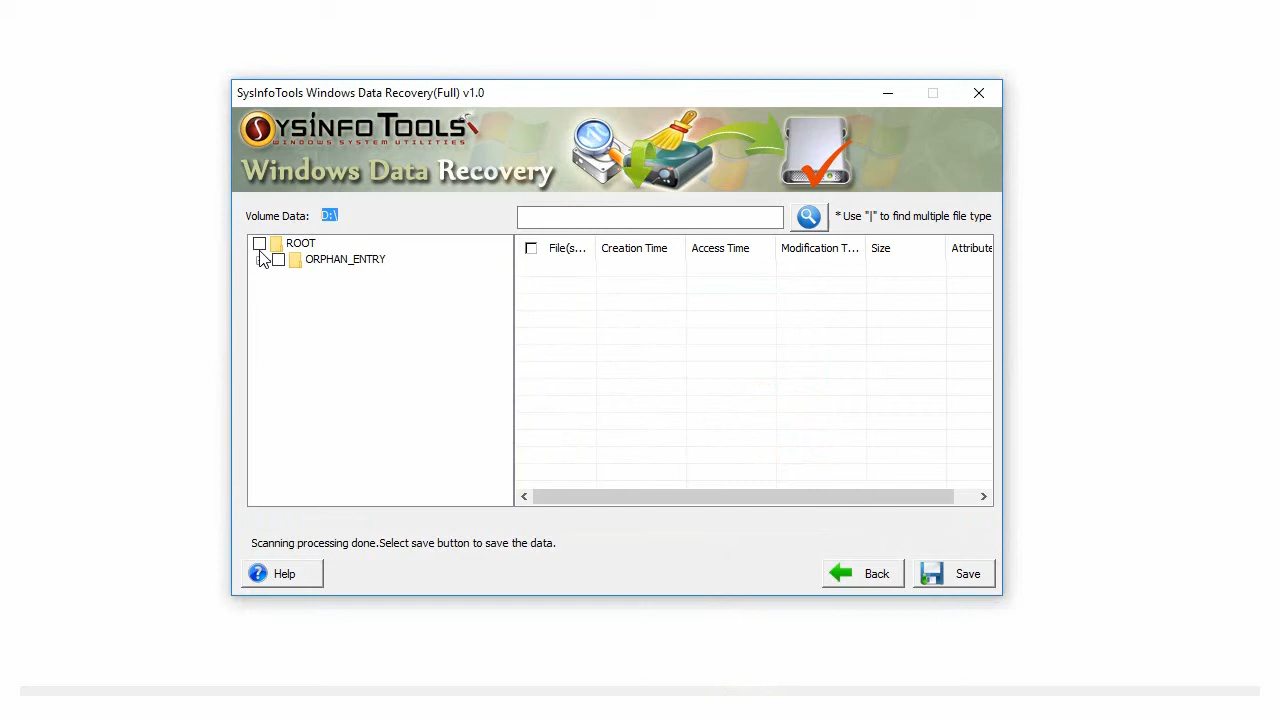 SysInfoTools Windows Data Recovery(Full) v1.0
SYSINFOTOOLS
WINDOWS SYSTEM UTILITIES
Windows Data Recovery
Volume Data: D:\
* Use "|" to find multiple file type
ROOT
ORPHAN_ENTRY
File(s... Creation Time Access Time Modification T... Size Attribute
Scanning processing done.Select save button to save the data.
Help
Back
Save